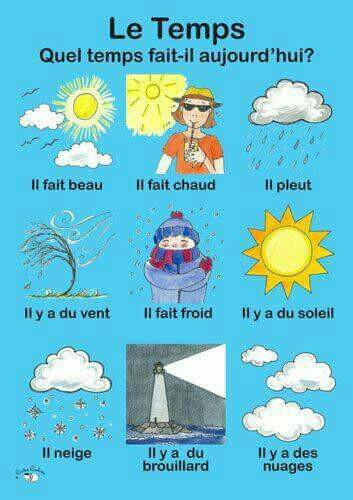 Le Temps
Quel temps fait-il aujourd'hui?
Il fait beau
Il fait chaud
Il pleut
Il y a du vent
Il fait froid
Il y a du soleil
Il neige
Il y a du
brouillard
Il y a des
nuages